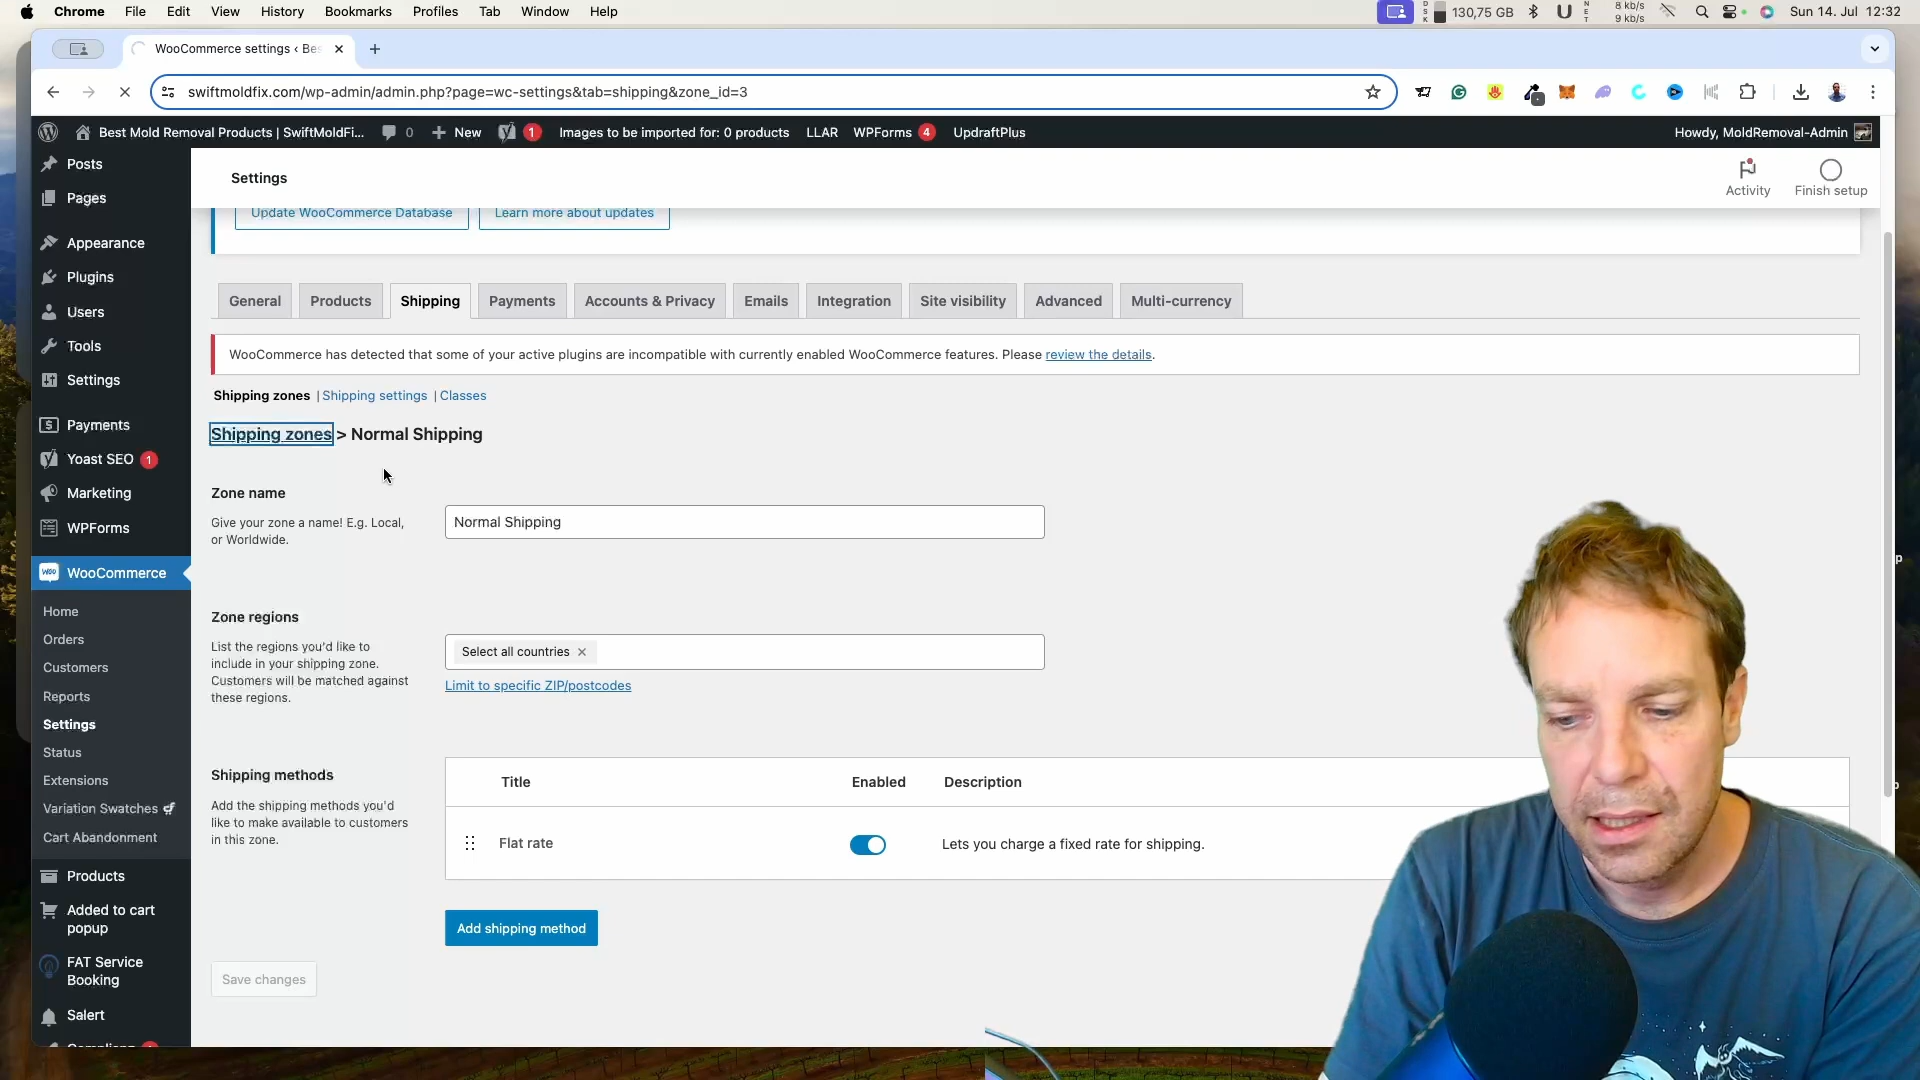 Chrome File Edit View History Bookmarks Profiles Tab Window Help
130,75 GB 8 kb/s 9 kb/s Sun 14. Jul 12:32
WooCommerce settings ‹ Bes
swiftmoldfix.com/wp-admin/admin.php?page=wc-settings&tab=shipping&zone_id=3
Best Mold Removal Products | SwiftMoldFi... 0 New 1 Images to be imported for: 0 products LLAR WPForms 4 UpdraftPlus Howdy, MoldRemoval-Admin
Posts
Pages
Appearance
Plugins
Users
Tools
Settings
Payments
Yoast SEO 1
Marketing
WPForms
WooCommerce
Home
Orders
Customers
Reports
Settings
Status
Extensions
Variation Swatches
Cart Abandonment
Products
Added to cart
popup
FAT Service
Booking
Salert
Settings
Activity
Finish setup
Update WooCommerce Database Learn more about updates
General Products Shipping Payments Accounts & Privacy Emails Integration Site visibility Advanced Multi-currency
WooCommerce has detected that some of your active plugins are incompatible with currently enabled WooCommerce features. Please review the details.
Shipping zones | Shipping settings | Classes
Shipping zones > Normal Shipping
Zone name
Give your zone a name! E.g. Local,
or Worldwide.
Normal Shipping
Zone regions
List the regions you'd like to
include in your shipping zone.
Customers will be matched against
these regions.
Select all countries ×
Limit to specific ZIP/postcodes
Shipping methods
Add the shipping methods you'd
like to make available to customers
in this zone.
Title Enabled Description
Flat rate Lets you charge a fixed rate for shipping.
Add shipping method
Save changes